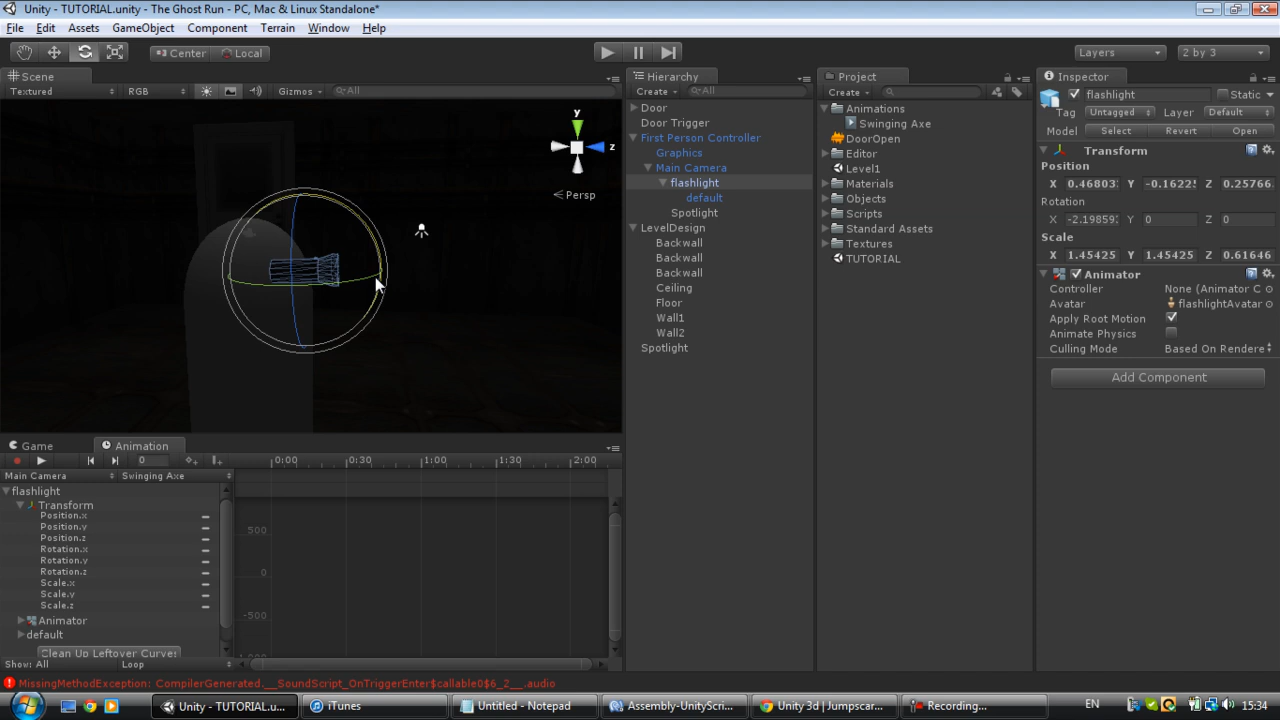 Unity - TUTORIAL.unity - The Ghost Run - PC, Mac & Linux Standalone*
File Edit Assets GameObject Component Terrain Window Help
Center Local Layers 2 by 3
Scene
Textured RGB Gizmos All
y
z
Persp
Hierarchy
Create All
Door
Door Trigger
First Person Controller
Graphics
Main Camera
flashlight
default
Spotlight
LevelDesign
Backwall
Backwall
Backwall
Ceiling
Floor
Wall1
Wall2
Spotlight
Project
Create
Animations
Swinging Axe
DoorOpen
Editor
Level1
Materials
Objects
Scripts
Standard Assets
Textures
TUTORIAL
Inspector
flashlight Static
Tag Untagged Layer Default
Model Select Revert Open
Transform
Position
X 0.46803 Y -0.1622 Z 0.25766
Rotation
X -2.19859 Y 0 Z 0
Scale
X 1.45425 Y 1.45425 Z 0.61646
Animator
Controller None (Animator C
Avatar flashlightAvatar
Apply Root Motion
Animate Physics
Culling Mode Based On Rendere
Add Component
Game Animation
0 0:00 0:30 1:00 1:30 2:00
Main Camera Swinging Axe
flashlight
Transform
Position.x
Position.y
Position.z
Rotation.x
Rotation.y
Rotation.z
Scale.x
Scale.y
Scale.z
Animator
default
Clean Up Leftover Curves
Show: All Loop
500
0
-500
MissingMethodException: CompilerGenerated.__SoundScript_OnTriggerEnter$callable0$6_2__.audio
Unity - TUTORIAL.u... iTunes Untitled - Notepad Assembly-UnityScri... Unity 3d | Jumpscar... Recording... EN 15:34